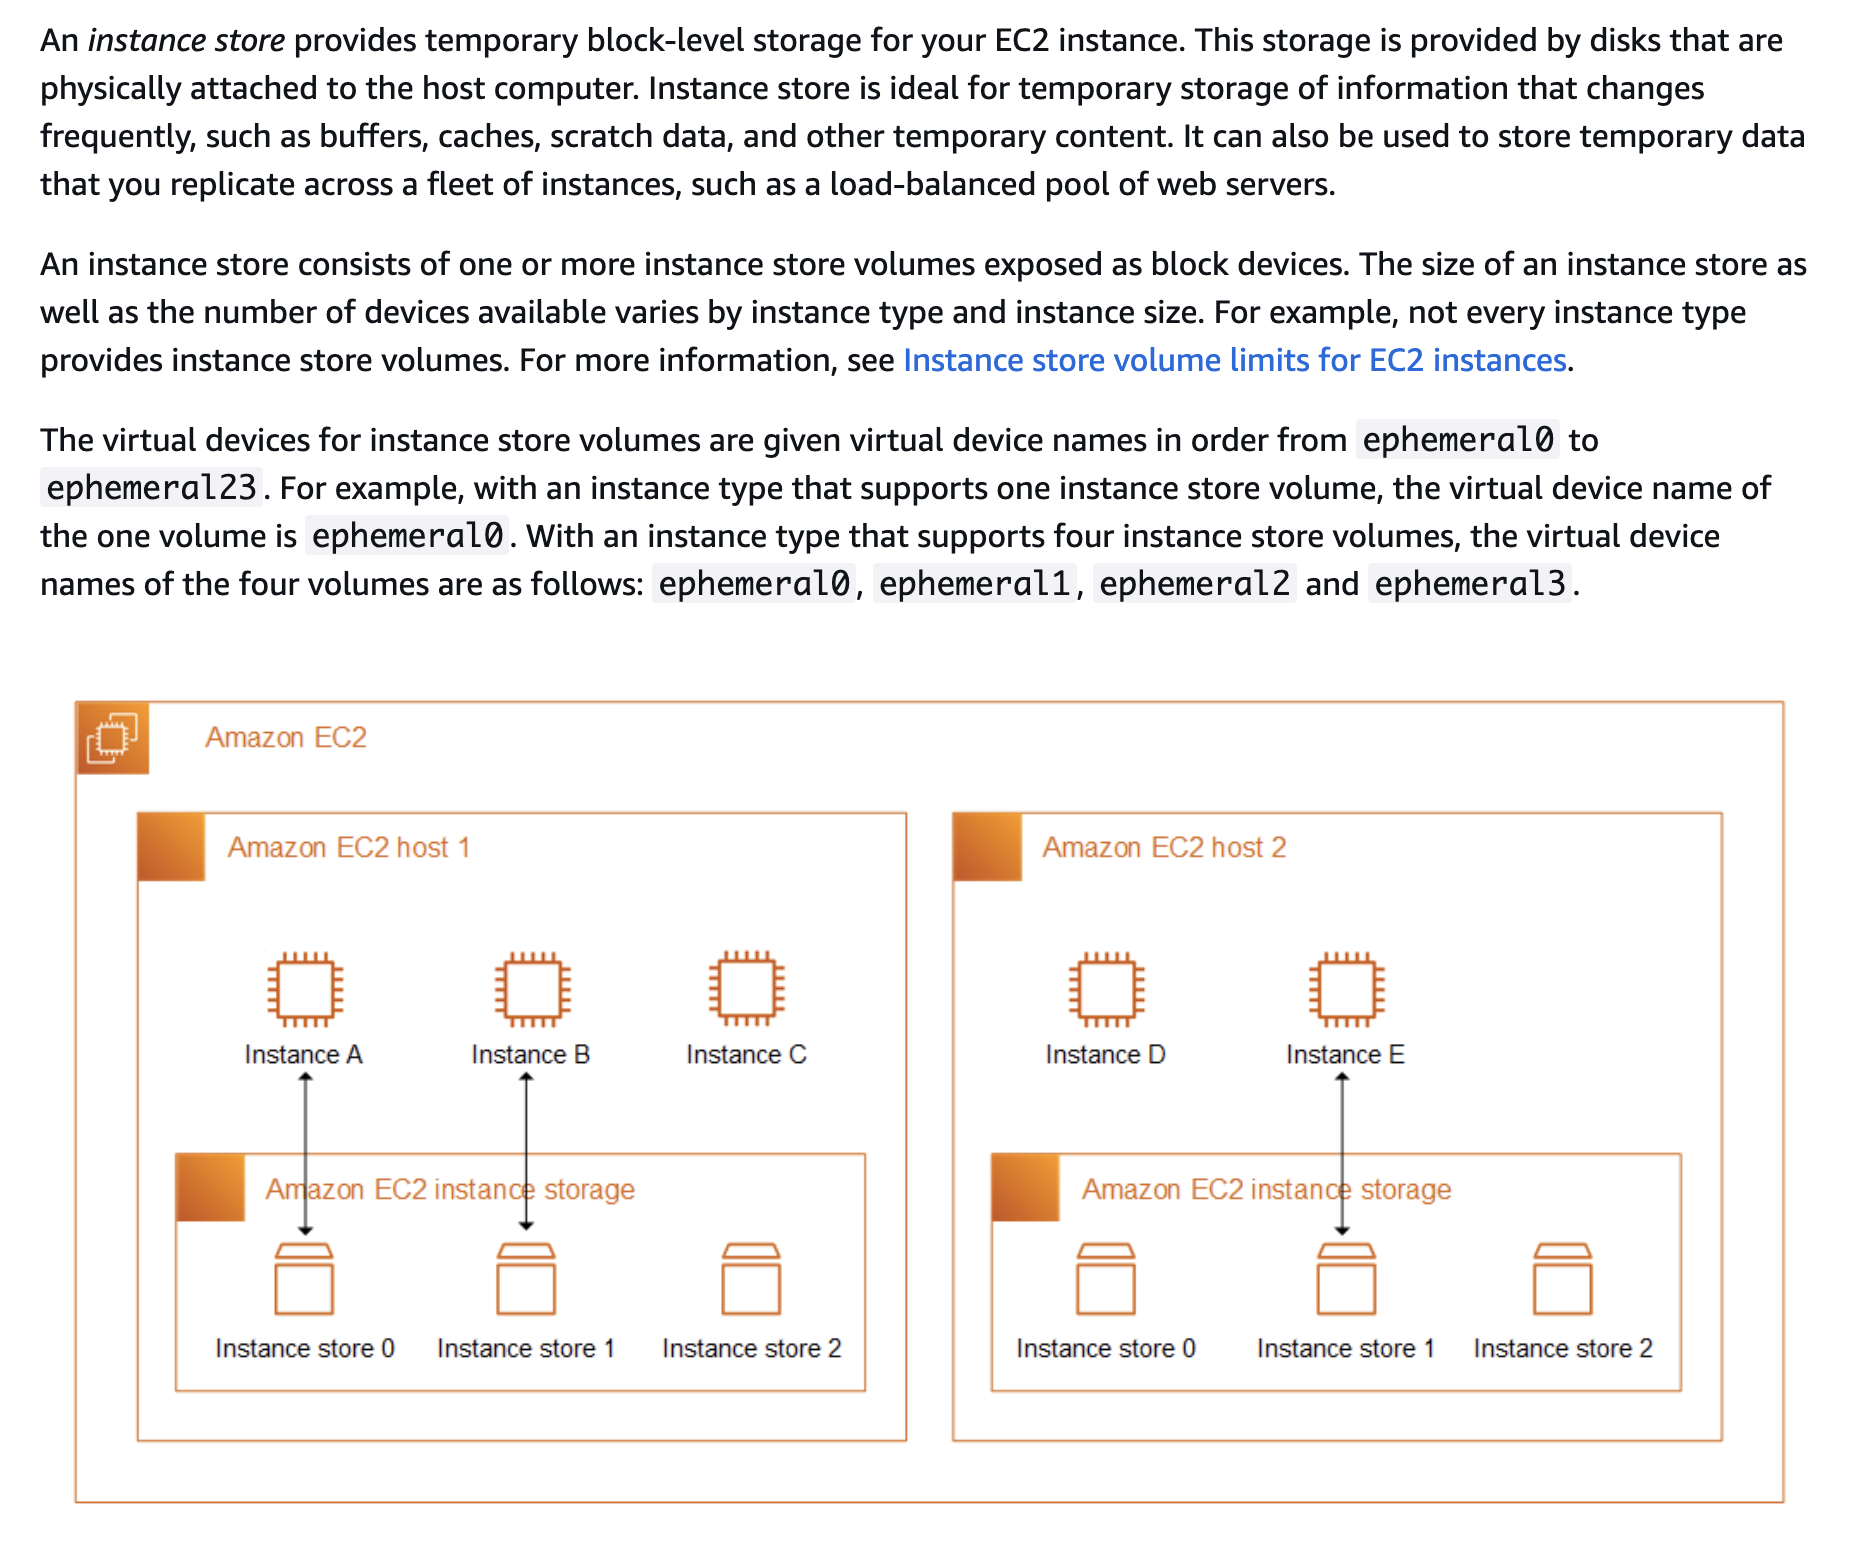 An instance store provides temporary block-level storage for your EC2 instance. This storage is provided by disks that are
physically attached to the host computer. Instance store is ideal for temporary storage of information that changes
frequently, such as buffers, caches, scratch data, and other temporary content. It can also be used to store temporary data
that you replicate across a fleet of instances, such as a load-balanced pool of web servers.
An instance store consists of one or more instance store volumes exposed as block devices. The size of an instance store as
well as the number of devices available varies by instance type and instance size. For example, not every instance type
provides instance store volumes. For more information, see Instance store volume limits for EC2 instances.
The virtual devices for instance store volumes are given virtual device names in order from ephemeral0 to
ephemeral23. For example, with an instance type that supports one instance store volume, the virtual device name of
the one volume is ephemeral0. With an instance type that supports four instance store volumes, the virtual device
names of the four volumes are as follows: ephemeral0, ephemeral1, ephemeral2 and ephemeral3.
Amazon EC2
Amazon EC2 host 1
Instance A
Instance B
Instance C
Amazon EC2 instance storage
Instance store 0
Instance store 1
Instance store 2
Amazon EC2 host 2
Instance D
Instance E
Amazon EC2 instance storage
Instance store 0
Instance store 1
Instance store 2